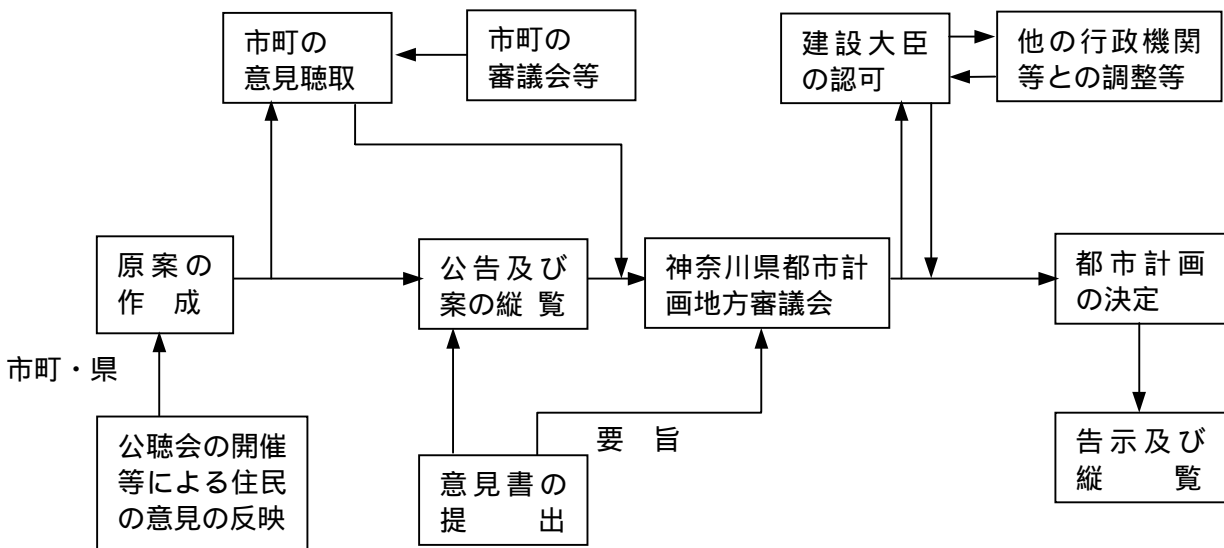 市町の
意見聴取
市町の
審議会等
建設大臣
の認可
他の行政機関
等との調整等
原案の
作成
公告及び
案の縦覧
神奈川県都市計
画地方審議会
都市計画
の決定
市町・県
公聴会の開催
等による住民
の意見の反映
要旨
意見書の
提出
告示及び
縦覧